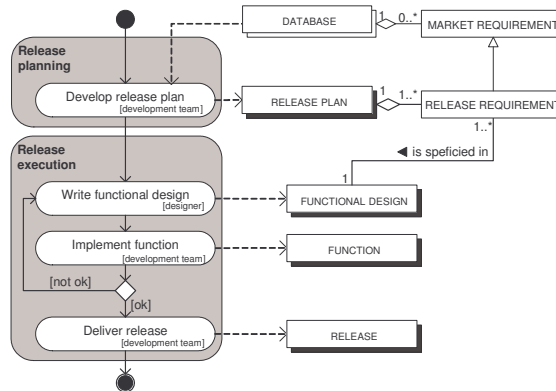 DATABASE
1
0..*
MARKET REQUIREMENT
Release
planning
Develop release plan
[development team]
RELEASE PLAN
1
1..*
RELEASE REQUIREMENT
1..*
Release
execution
is speficied in
1
Write functional design
[designer]
FUNCTIONAL DESIGN
Implement function
[development team]
FUNCTION
[not ok]
[ok]
Deliver release
[development team]
RELEASE